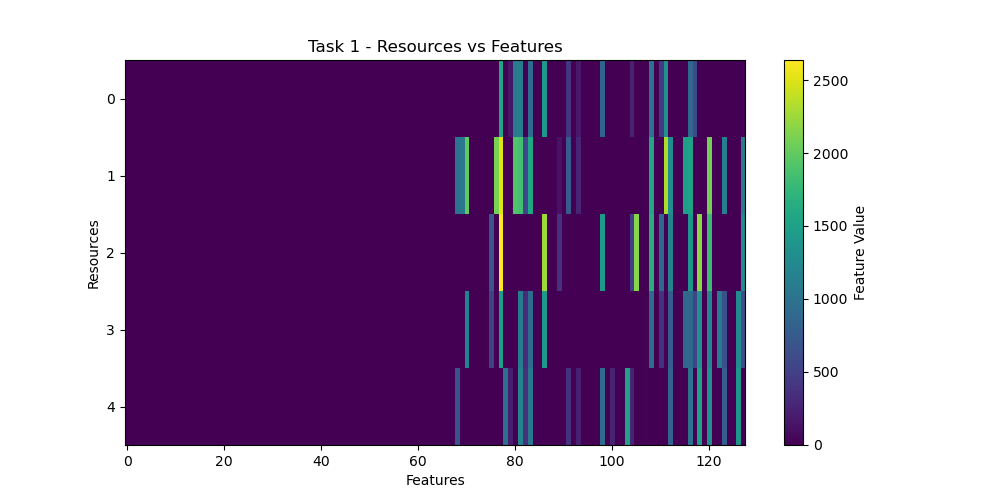 Task 1 - Resources vs Features
Resources
0
1
2
3
4
0 20 40 60 80 100 120
Features
2500
2000
1500
1000
500
0
Feature Value